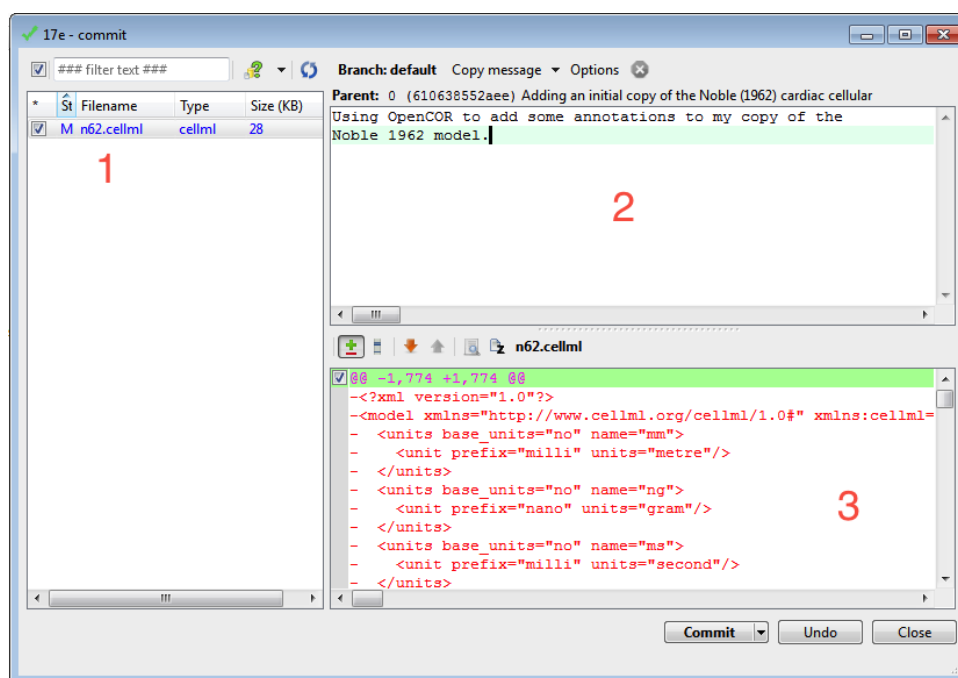 17e - commit
### filter text ###
Branch: default Copy message Options
Parent: 0 (610638552aee) Adding an initial copy of the Noble (1962) cardiac cellular
* St Filename Type Size (KB)
M n62.cellml cellml 28
1
Using OpenCOR to add some annotations to my copy of the
Noble 1962 model.
2
n62.cellml
@@ -1,774 +1,774 @@
-<?xml version="1.0"?>
-<model xmlns="http://www.cellml.org/cellml/1.0#" xmlns:cellml=
-  <units base_units="no" name="mm">
-    <unit prefix="milli" units="metre"/>
-  </units>
-  <units base_units="no" name="ng">
-    <unit prefix="nano" units="gram"/>
-  </units>
-  <units base_units="no" name="ms">
-    <unit prefix="milli" units="second"/>
-  </units>
3
Commit Undo Close